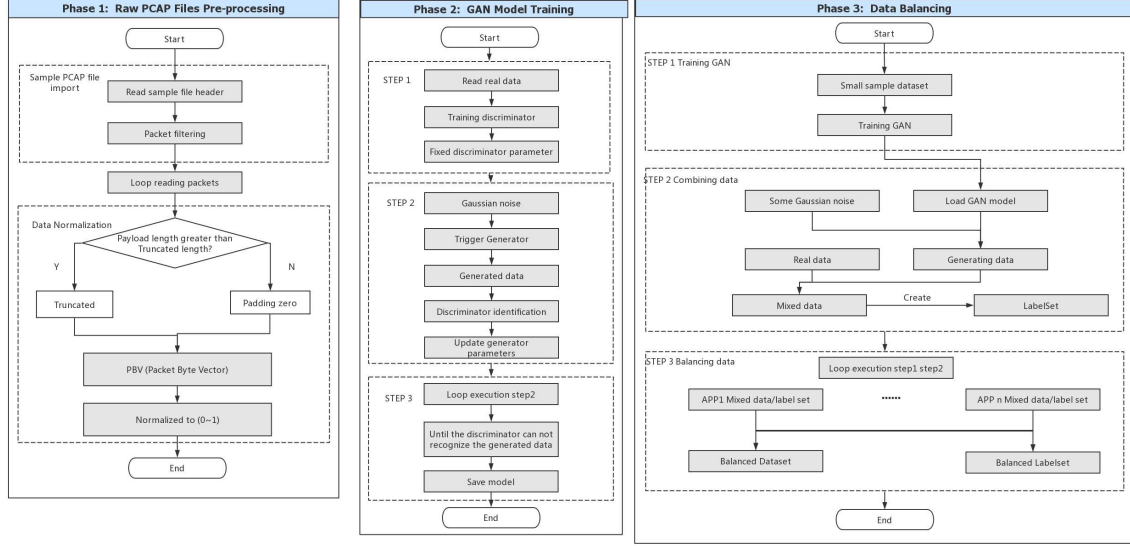 Phase 1: Raw PCAP Files Pre-processing
Start
Sample PCAP file
import
Read sample file header
Packet filtering
Loop reading packets
Data Normalization
Payload length greater than
Truncated length?
Y
N
Truncated
Padding zero
PBV (Packet Byte Vector)
Normalized to (0~1)
End
Phase 2: GAN Model Training
Start
STEP 1
Read real data
Training discriminator
Fixed discriminator parameter
STEP 2
Gaussian noise
Trigger Generator
Generated data
Discriminator identification
Update generator
parameters
STEP 3
Loop execution step2
Until the discriminator can not
recognize the generated data
Save model
End
Phase 3: Data Balancing
Start
STEP 1 Training GAN
Small sample dataset
Training GAN
STEP 2 Combining data
Some Gaussian noise
Load GAN model
Real data
Generating data
Mixed data
Create
LabelSet
STEP 3 Balancing data
Loop execution step1 step2
APP1 Mixed data/label set
......
APP n Mixed data/label set
Balanced Dataset
Balanced Labelset
End